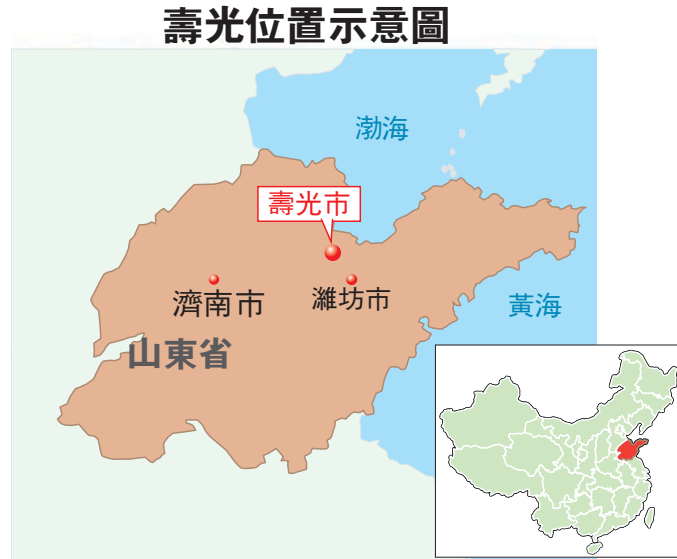 壽光位置示意圖
渤海
壽光市
濟南市
濰坊市
黃海
山東省